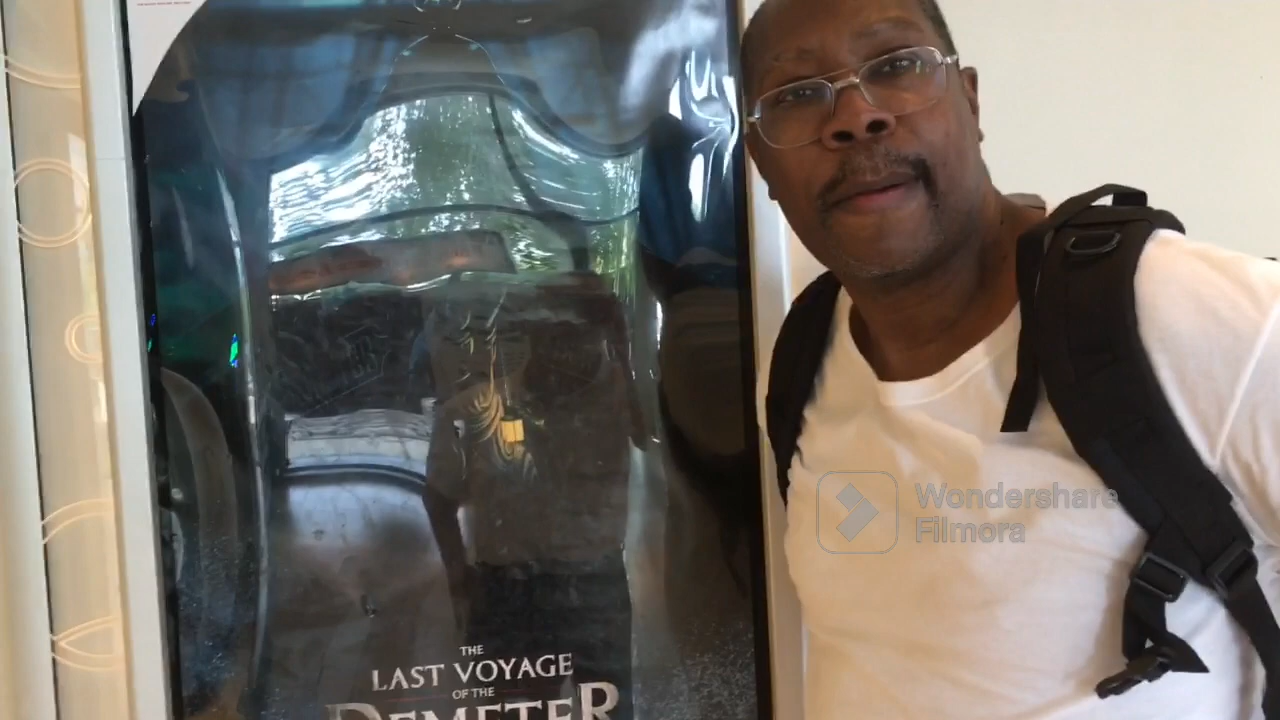 THE
LAST VOYAGE
OF THE
DEMETER
Wondershare
Filmora